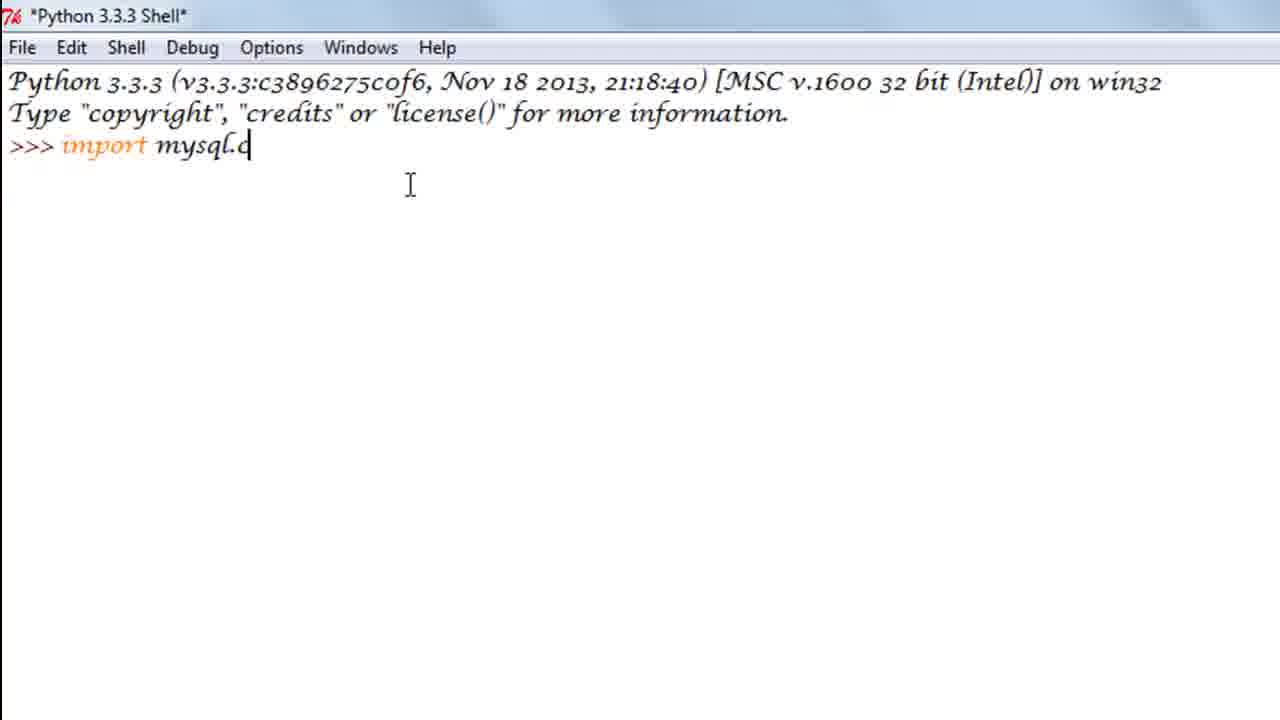 *Python 3.3.3 Shell*
File Edit Shell Debug Options Windows Help
Python 3.3.3 (v3.3.3:c3896275c0f6, Nov 18 2013, 21:18:40) [MSC v.1600 32 bit (Intel)] on win32
Type "copyright", "credits" or "license()" for more information.
>>> import mysql.c